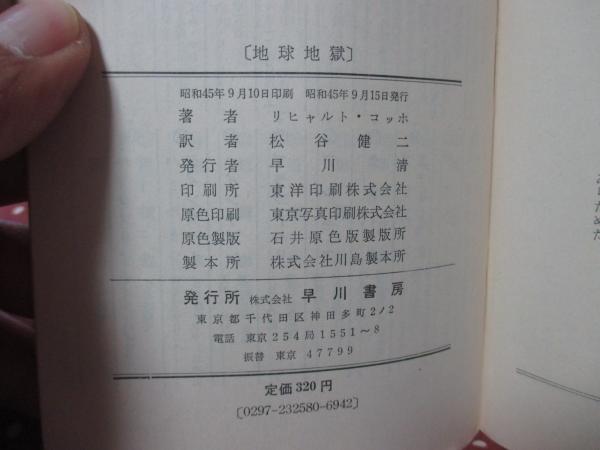 〔地球地獄〕
昭和45年9月10日印刷 昭和45年9月15日発行
著者 リヒャルト・コッホ
訳者 松谷健二
発行者 早川清
印刷所 東洋印刷株式会社
原色印刷 東京写真印刷株式会社
原色製版 石井原色版製版所
製本所 株式会社川島製本所
発行所 株式会社 早川書房
東京都千代田区神田多町2ノ2
電話 東京254局1551～8
振替 東京 47799
定価320円
〔0297-232580-6942〕